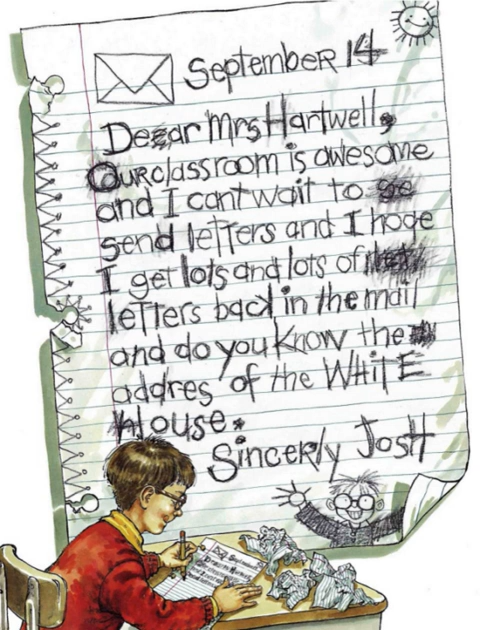 September 14
Dear Mrs Hartwell,
Our classroom is awesome
and I cant wait to
send letters and I hope
I get lots and lots of
letters back in the mail
and do you know the
addres of the WHITE
House.
Sincerly Josh